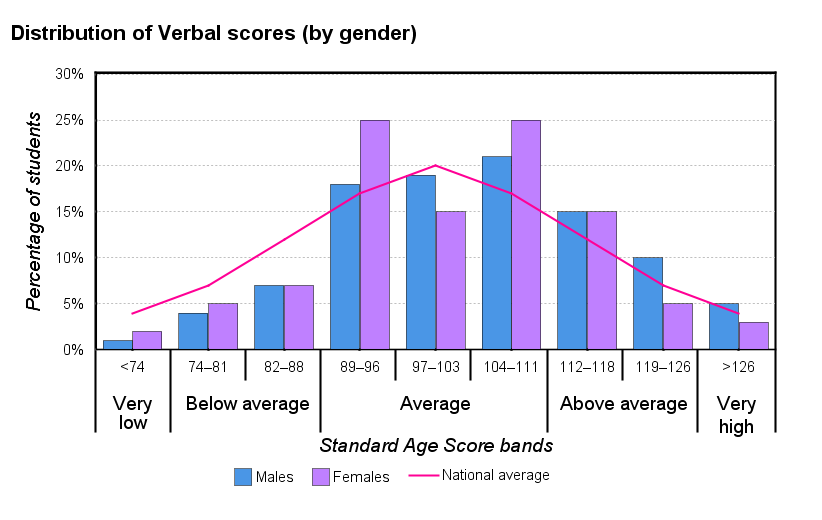 Distribution of Verbal scores (by gender)
30%
25%
20%
15%
10%
5%
0%
Percentage of students
<74 74–81 82–88 89–96 97–103 104–111 112–118 119–126 >126
Very low
Below average
Average
Above average
Very high
Standard Age Score bands
Males Females National average